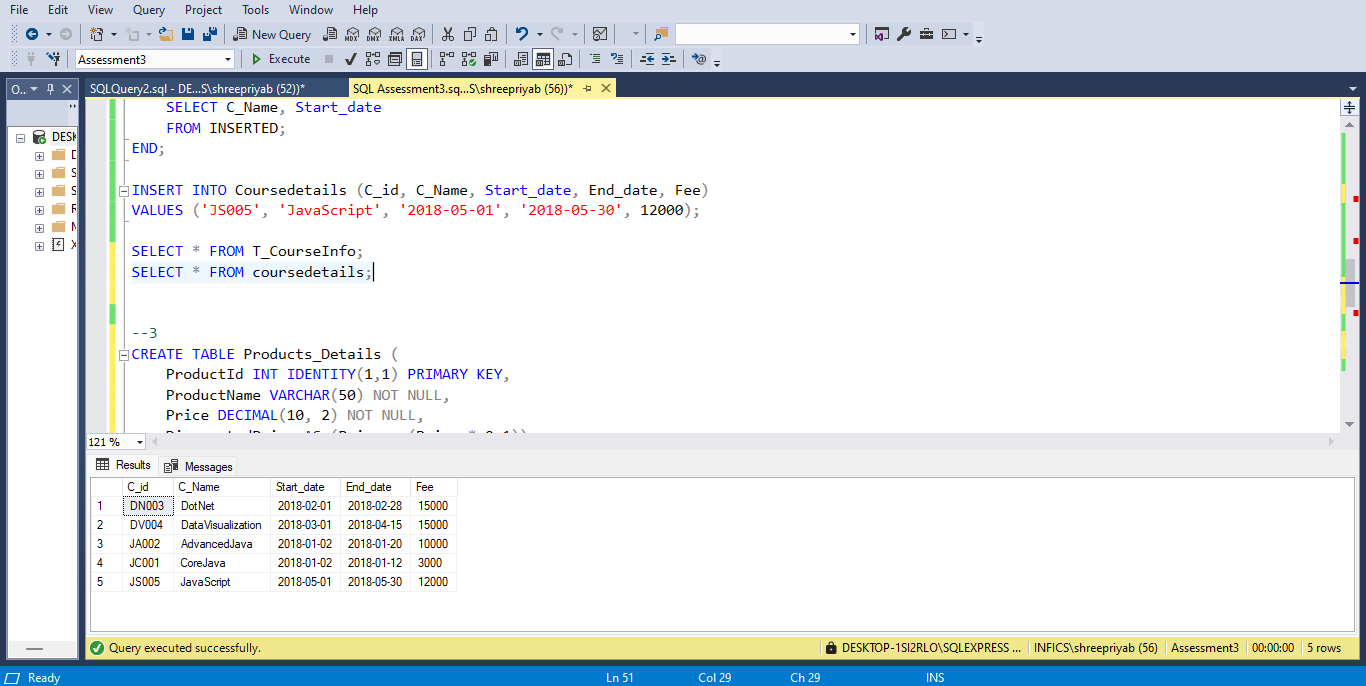 File Edit View Query Project Tools Window Help
New Query MDX DMX XMLA DAX
Assessment3 Execute
O.. SQLQuery2.sql - DE...S\shreepriyab (52))* SQL Assessment3.sq...S\shreepriyab (56))*
SELECT C_Name, Start_date
FROM INSERTED;
END;
DESK
INSERT INTO Coursedetails (C_id, C_Name, Start_date, End_date, Fee)
VALUES ('JS005', 'JavaScript', '2018-05-01', '2018-05-30', 12000);
SELECT * FROM T_CourseInfo;
SELECT * FROM coursedetails;
--3
CREATE TABLE Products_Details (
ProductId INT IDENTITY(1,1) PRIMARY KEY,
ProductName VARCHAR(50) NOT NULL,
Price DECIMAL(10, 2) NOT NULL,
121 %
Results Messages
C_id C_Name Start_date End_date Fee
1 DN003 DotNet 2018-02-01 2018-02-28 15000
2 DV004 DataVisualization 2018-03-01 2018-04-15 15000
3 JA002 AdvancedJava 2018-01-02 2018-01-20 10000
4 JC001 CoreJava 2018-01-02 2018-01-12 3000
5 JS005 JavaScript 2018-05-01 2018-05-30 12000
Query executed successfully. DESKTOP-1SI2RLO\SQLEXPRESS ... INFICS\shreepriyab (56) Assessment3 00:00:00 5 rows
Ready Ln 51 Col 29 Ch 29 INS